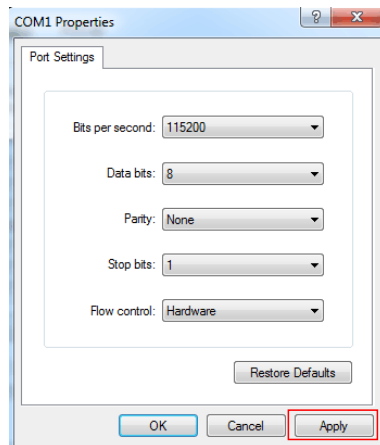 COM1 Properties
Port Settings
Bits per second: 115200
Data bits: 8
Parity: None
Stop bits: 1
Flow control: Hardware
Restore Defaults
OK Cancel Apply